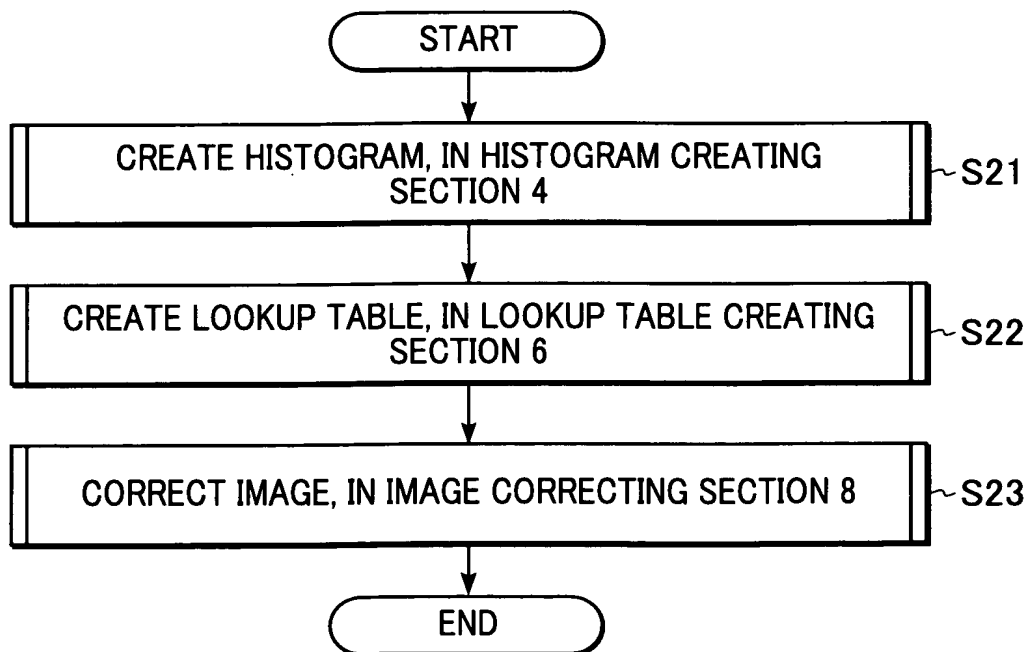 START
CREATE HISTOGRAM, IN HISTOGRAM CREATING
SECTION 4
S21
CREATE LOOKUP TABLE, IN LOOKUP TABLE CREATING
SECTION 6
S22
CORRECT IMAGE, IN IMAGE CORRECTING SECTION 8
S23
END